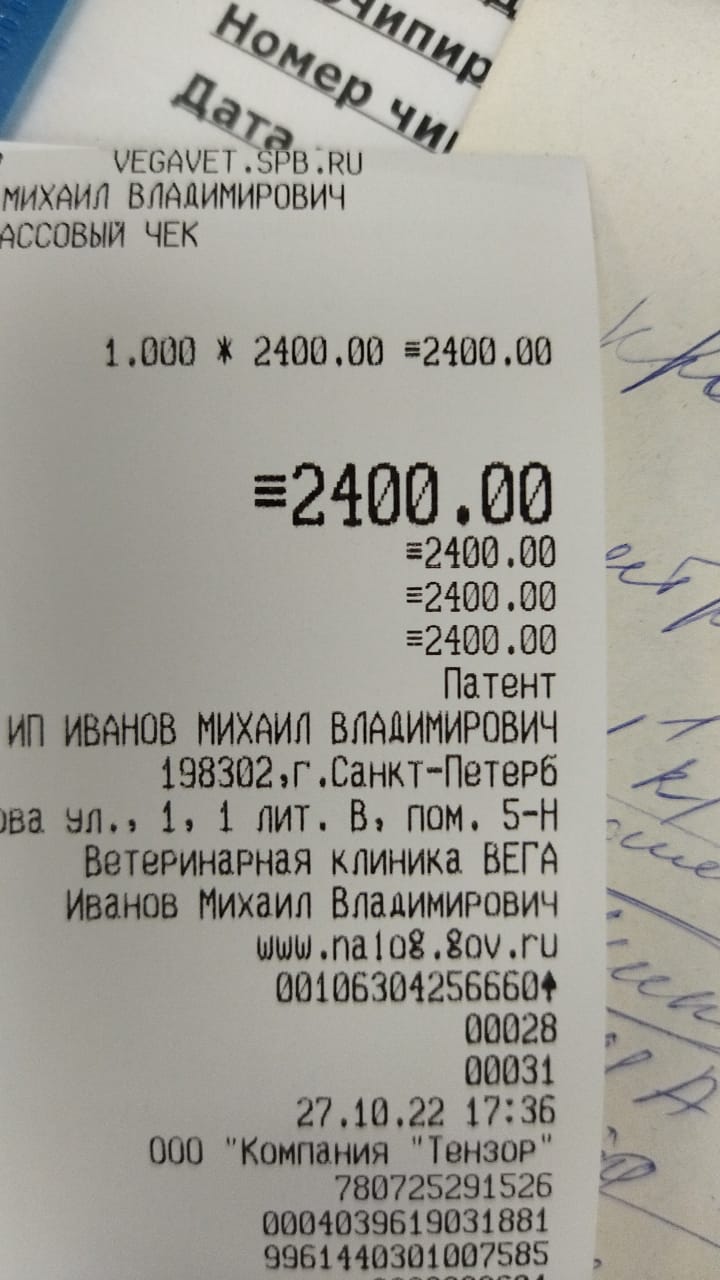 Номер чи
Дата
VEGAVET.SPB.RU
МИХАИЛ ВЛАДИМИРОВИЧ
АССОВЫЙ ЧЕК
1.000 * 2400.00 ≡2400.00
≡2400.00
≡2400.00
≡2400.00
≡2400.00
Патент
ИП ИВАНОВ МИХАИЛ ВЛАДИМИРОВИЧ
198302,г.Санкт-Петерб
ова ул., 1, 1 лит. В, пом. 5-Н
Ветеринарная клиника ВЕГА
Иванов Михаил Владимирович
www.nalog.gov.ru
00106304256660↑
00028
00031
27.10.22 17:36
ООО "Компания "Тензор"
780725291526
0004039619031881
9961440301007585